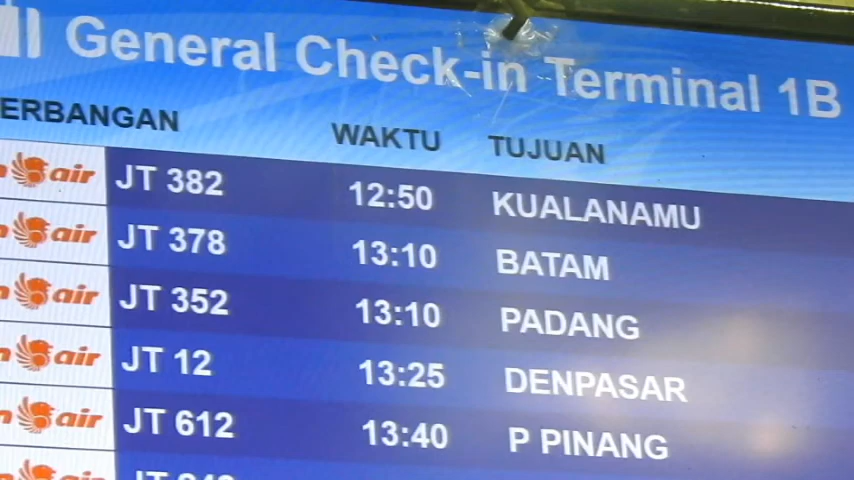 General Check-in Terminal 1B
ERBANGAN WAKTU TUJUAN
air JT 382 12:50 KUALANAMU
air JT 378 13:10 BATAM
air JT 352 13:10 PADANG
air JT 12 13:25 DENPASAR
air JT 612 13:40 P PINANG
air JT